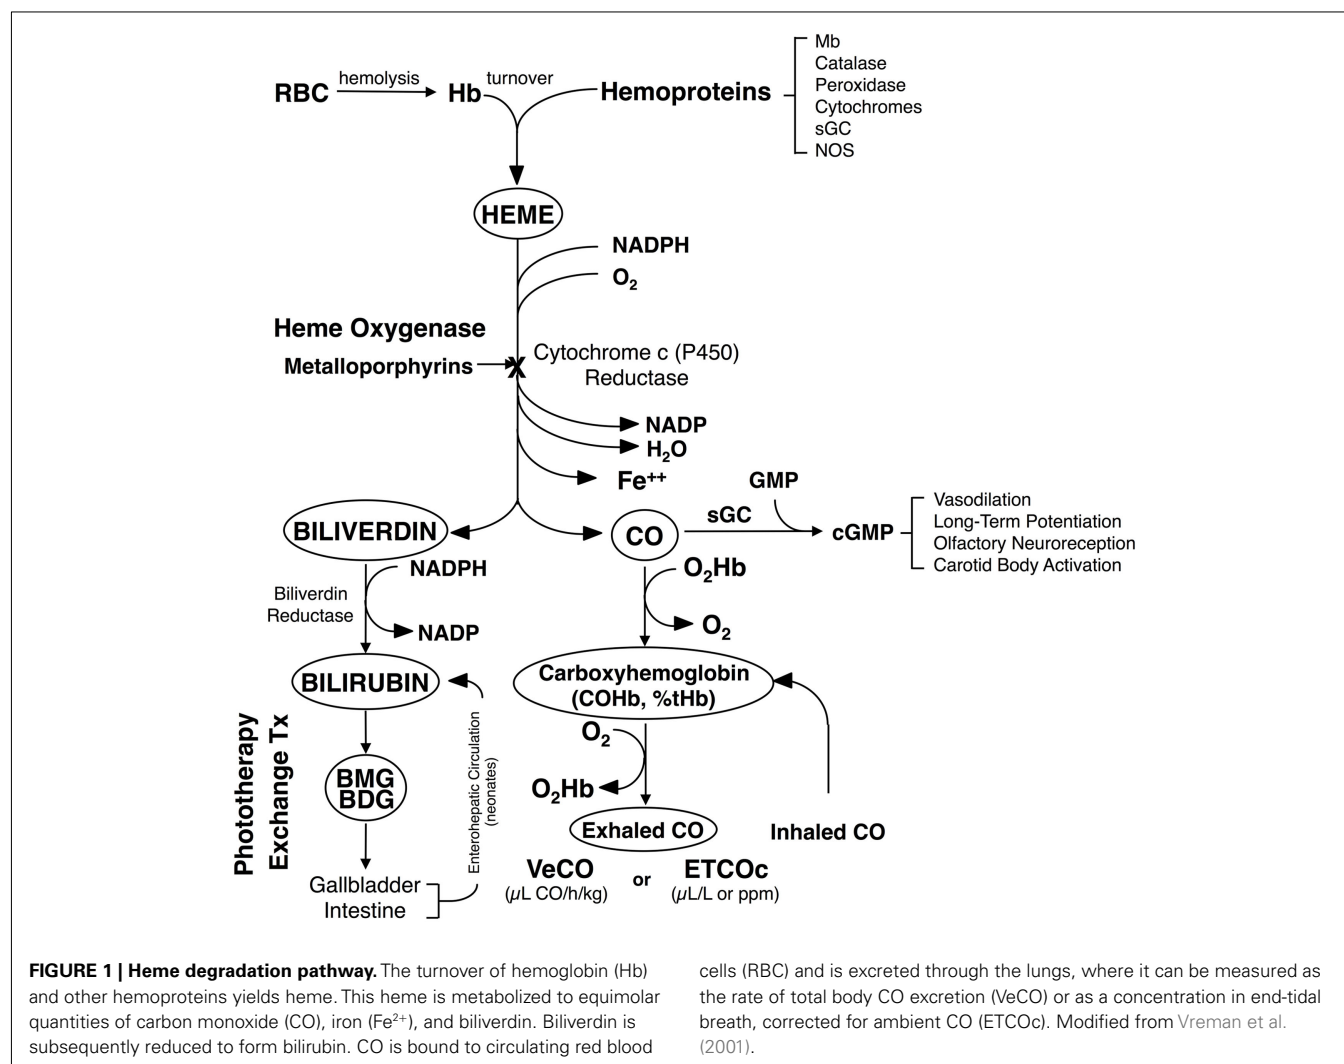 Mb
Catalase
Peroxidase
Cytochromes
sGC
NOS
RBC
hemolysis
Hb
turnover
Hemoproteins
HEME
NADPH
O₂
Heme Oxygenase
Metalloporphyrins
X
Cytochrome c (P450)
Reductase
NADP
H₂O
Fe⁺⁺
GMP
sGC
cGMP
Vasodilation
Long-Term Potentiation
Olfactory Neuroreception
Carotid Body Activation
BILIVERDIN
CO
NADPH
Biliverdin
Reductase
NADP
O₂Hb
O₂
BILIRUBIN
Carboxyhemoglobin
(COHb, %tHb)
Phototherapy
Exchange Tx
BMG
BDG
Enterohepatic Circulation
(neonates)
O₂
O₂Hb
Exhaled CO
Inhaled CO
VeCO
(µL CO/h/kg)
or
ETCOc
(µL/L or ppm)
Gallbladder
Intestine
FIGURE 1 | Heme degradation pathway. The turnover of hemoglobin (Hb)
and other hemoproteins yields heme. This heme is metabolized to equimolar
quantities of carbon monoxide (CO), iron (Fe²⁺), and biliverdin. Biliverdin is
subsequently reduced to form bilirubin. CO is bound to circulating red blood
cells (RBC) and is excreted through the lungs, where it can be measured as
the rate of total body CO excretion (VeCO) or as a concentration in end-tidal
breath, corrected for ambient CO (ETCOc). Modified from Vreman et al.
(2001).